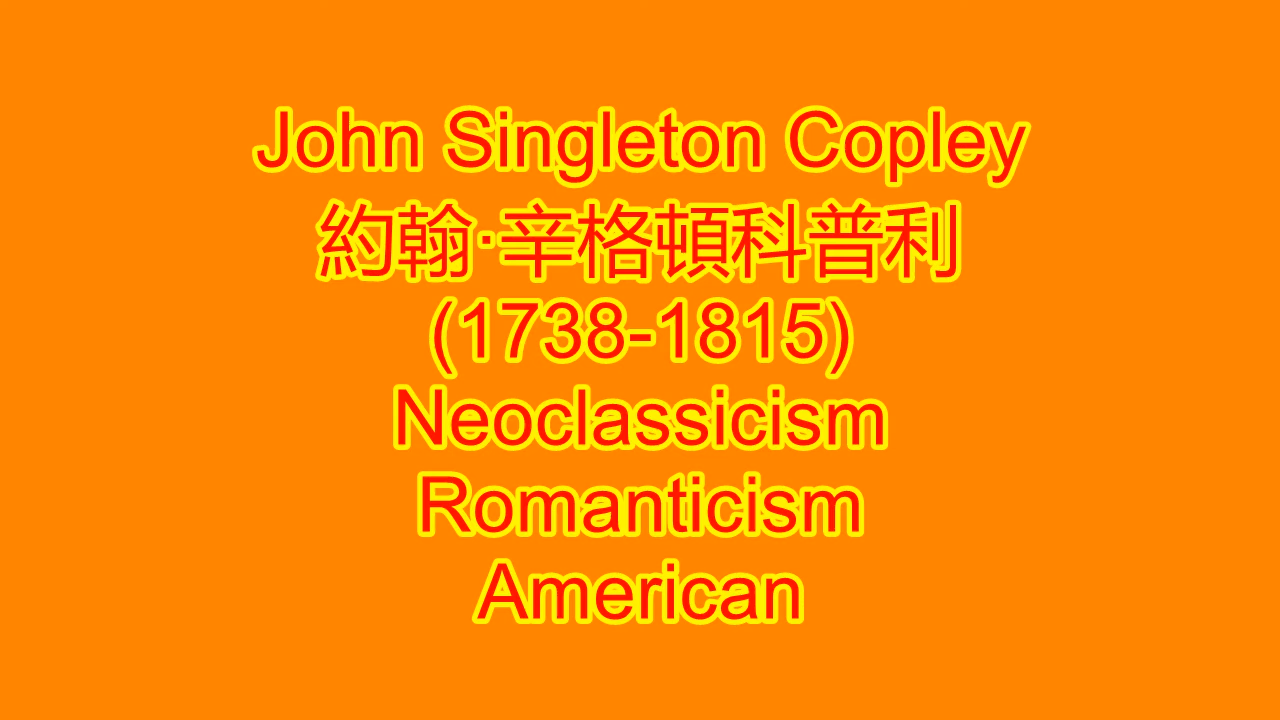 John Singleton Copley
約翰·辛格頓科普利
(1738-1815)
Neoclassicism
Romanticism
American